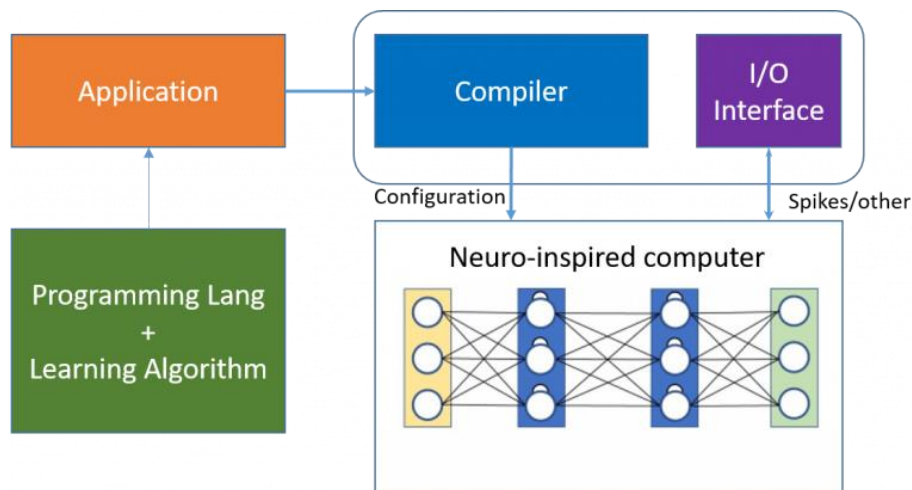 Application
Compiler
I/O
Interface
Configuration
Spikes/other
Programming Lang
+
Learning Algorithm
Neuro-inspired computer